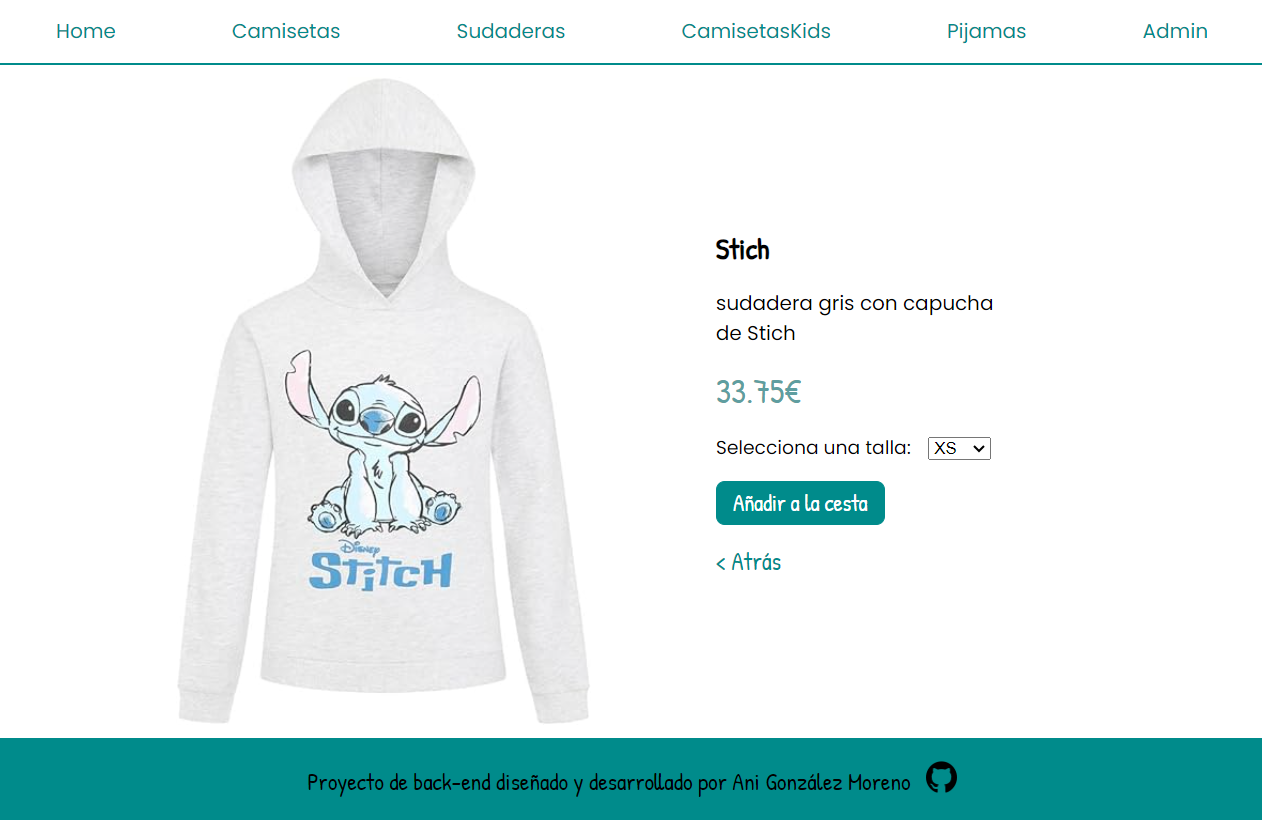 Home Camisetas Sudaderas CamisetasKids Pijamas Admin
Disney
STITCH
Stich
sudadera gris con capucha
de Stich
33.75€
Selecciona una talla: XS
Añadir a la cesta
< Atrás
Proyecto de back-end diseñado y desarrollado por Ani González Moreno